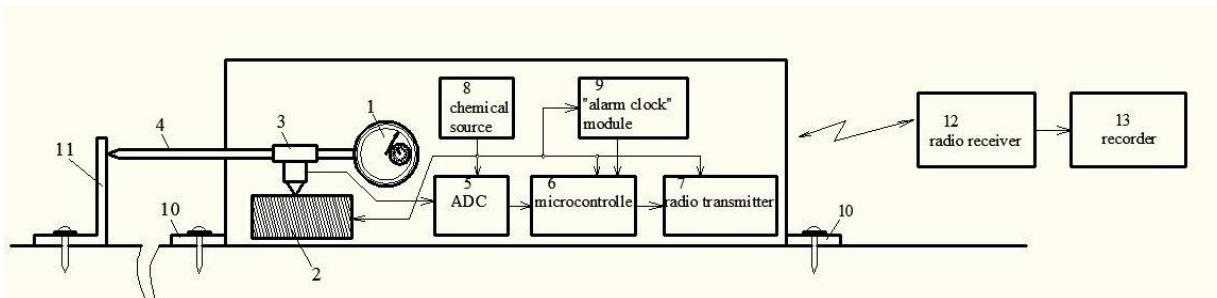 8
chemical
source
9
"alarm clock"
module
1
3
4
11
12
radio receiver
13
recorder
5
ADC
6
microcontrolle
7
radio transmitter
10
10
2